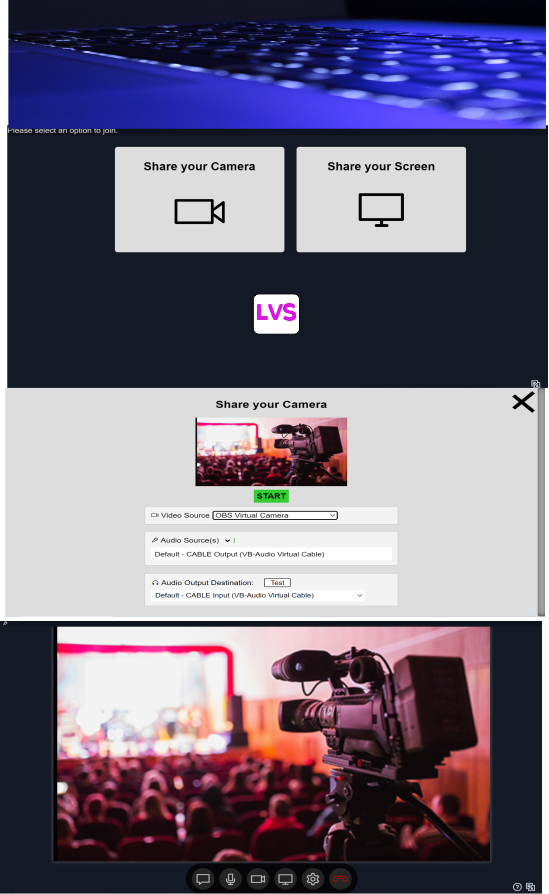 Please select an option to join.
Share your Camera
Share your Screen
LVS
Share your Camera
START
Video Source OBS Virtual Camera
Audio Source(s)
Default - CABLE Output (VB-Audio Virtual Cable)
Audio Output Destination: Test
Default - CABLE Input (VB-Audio Virtual Cable)